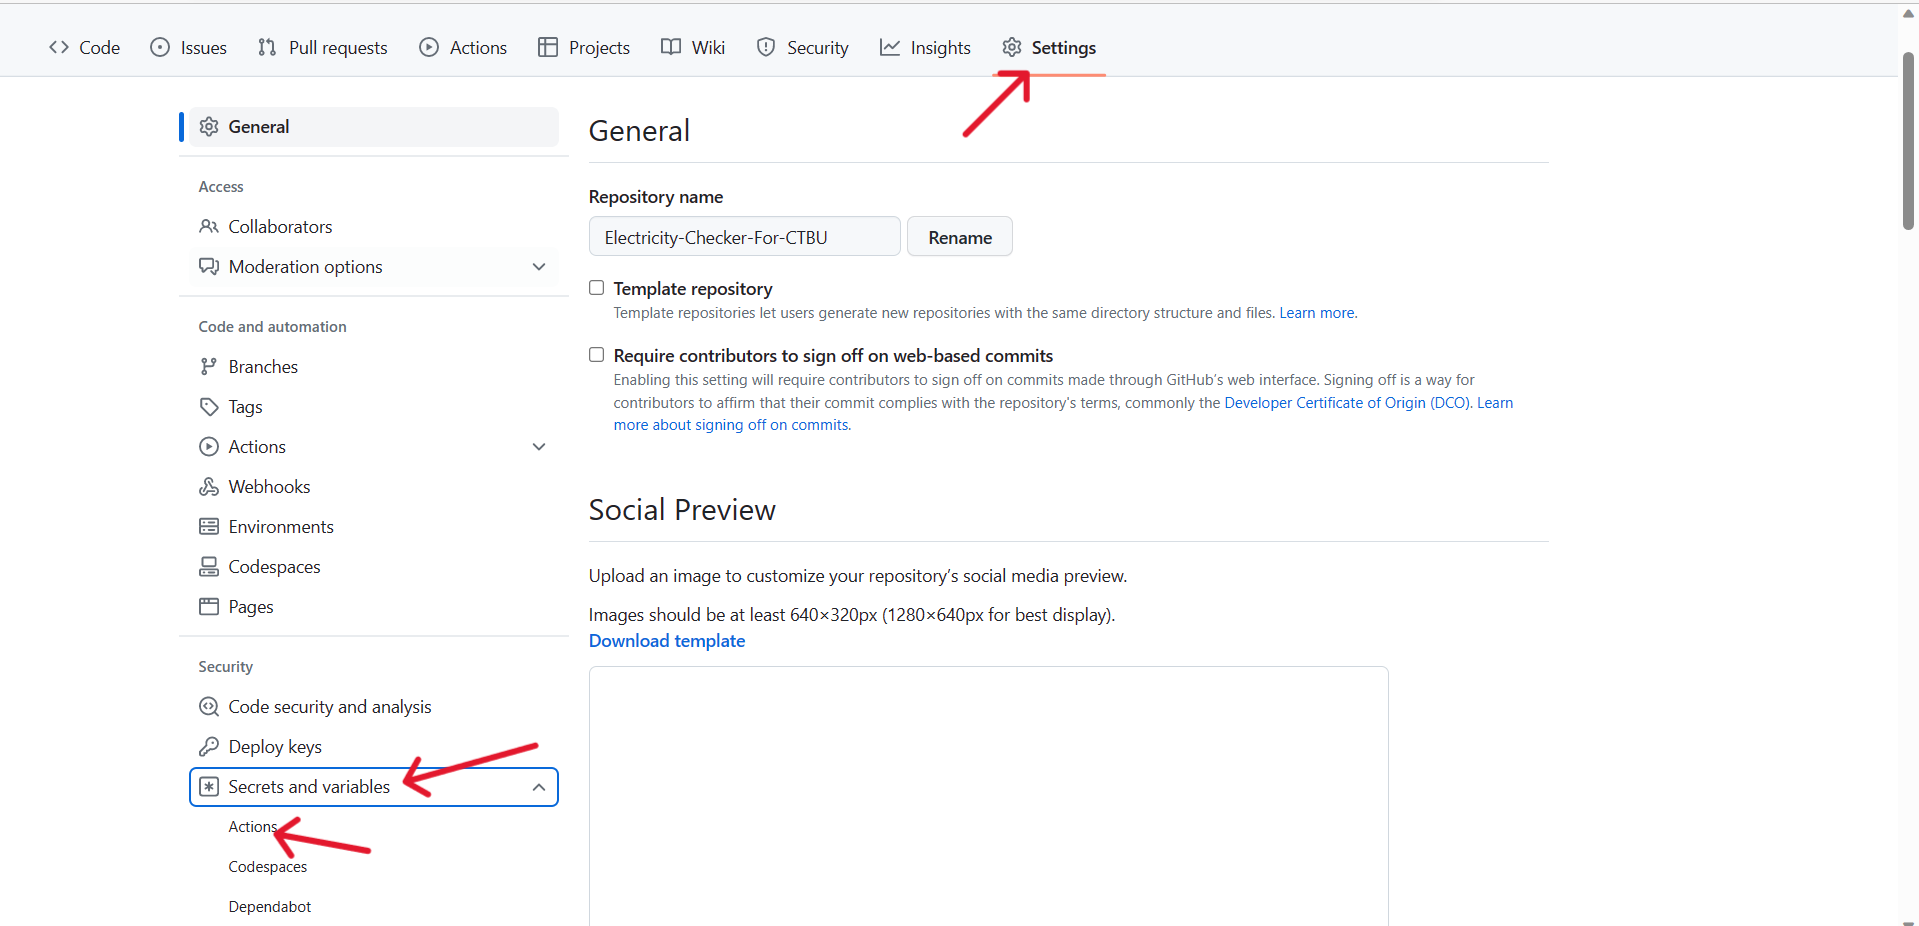 Code Issues Pull requests Actions Projects Wiki Security Insights Settings
General
Access
Collaborators
Moderation options
Code and automation
Branches
Tags
Actions
Webhooks
Environments
Codespaces
Pages
Security
Code security and analysis
Deploy keys
Secrets and variables
Actions
Codespaces
Dependabot
General
Repository name
Electricity-Checker-For-CTBU Rename
Template repository
Template repositories let users generate new repositories with the same directory structure and files. Learn more.
Require contributors to sign off on web-based commits
Enabling this setting will require contributors to sign off on commits made through GitHub's web interface. Signing off is a way for
contributors to affirm that their commit complies with the repository's terms, commonly the Developer Certificate of Origin (DCO). Learn
more about signing off on commits.
Social Preview
Upload an image to customize your repository's social media preview.
Images should be at least 640×320px (1280×640px for best display).
Download template